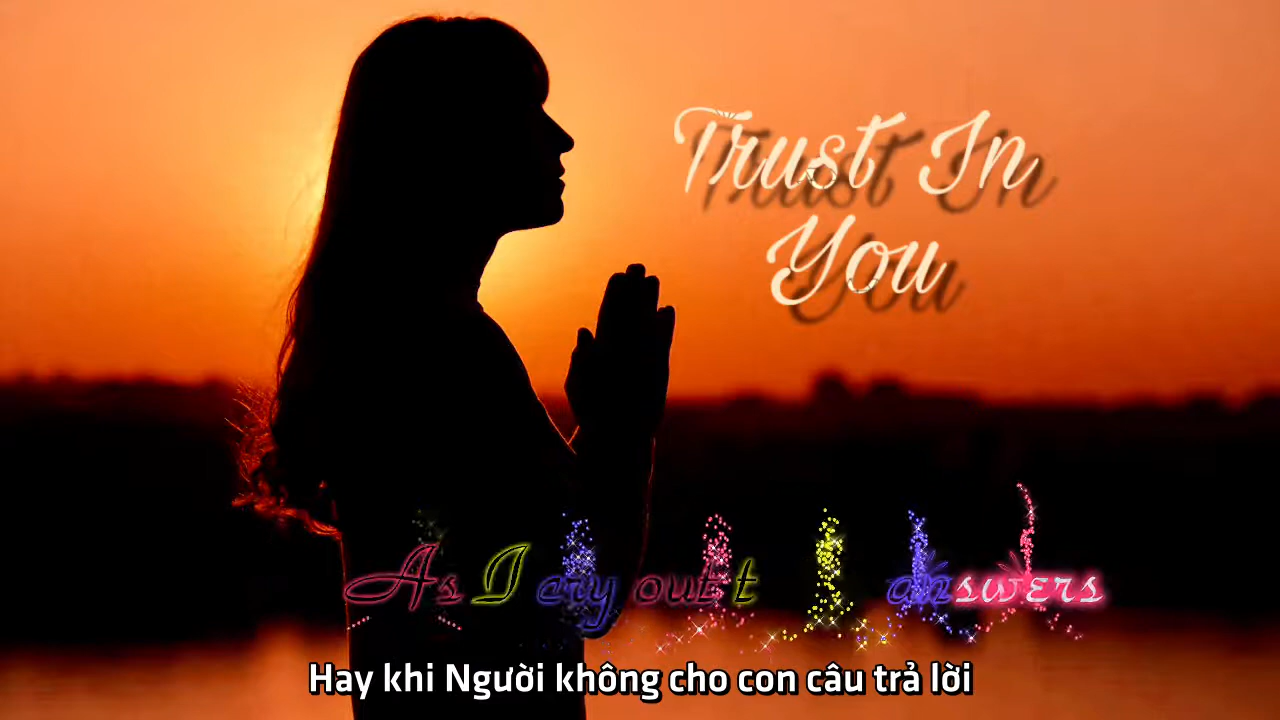 Trust In
You
As I cry out t answers
Hay khi Người không cho con câu trả lời